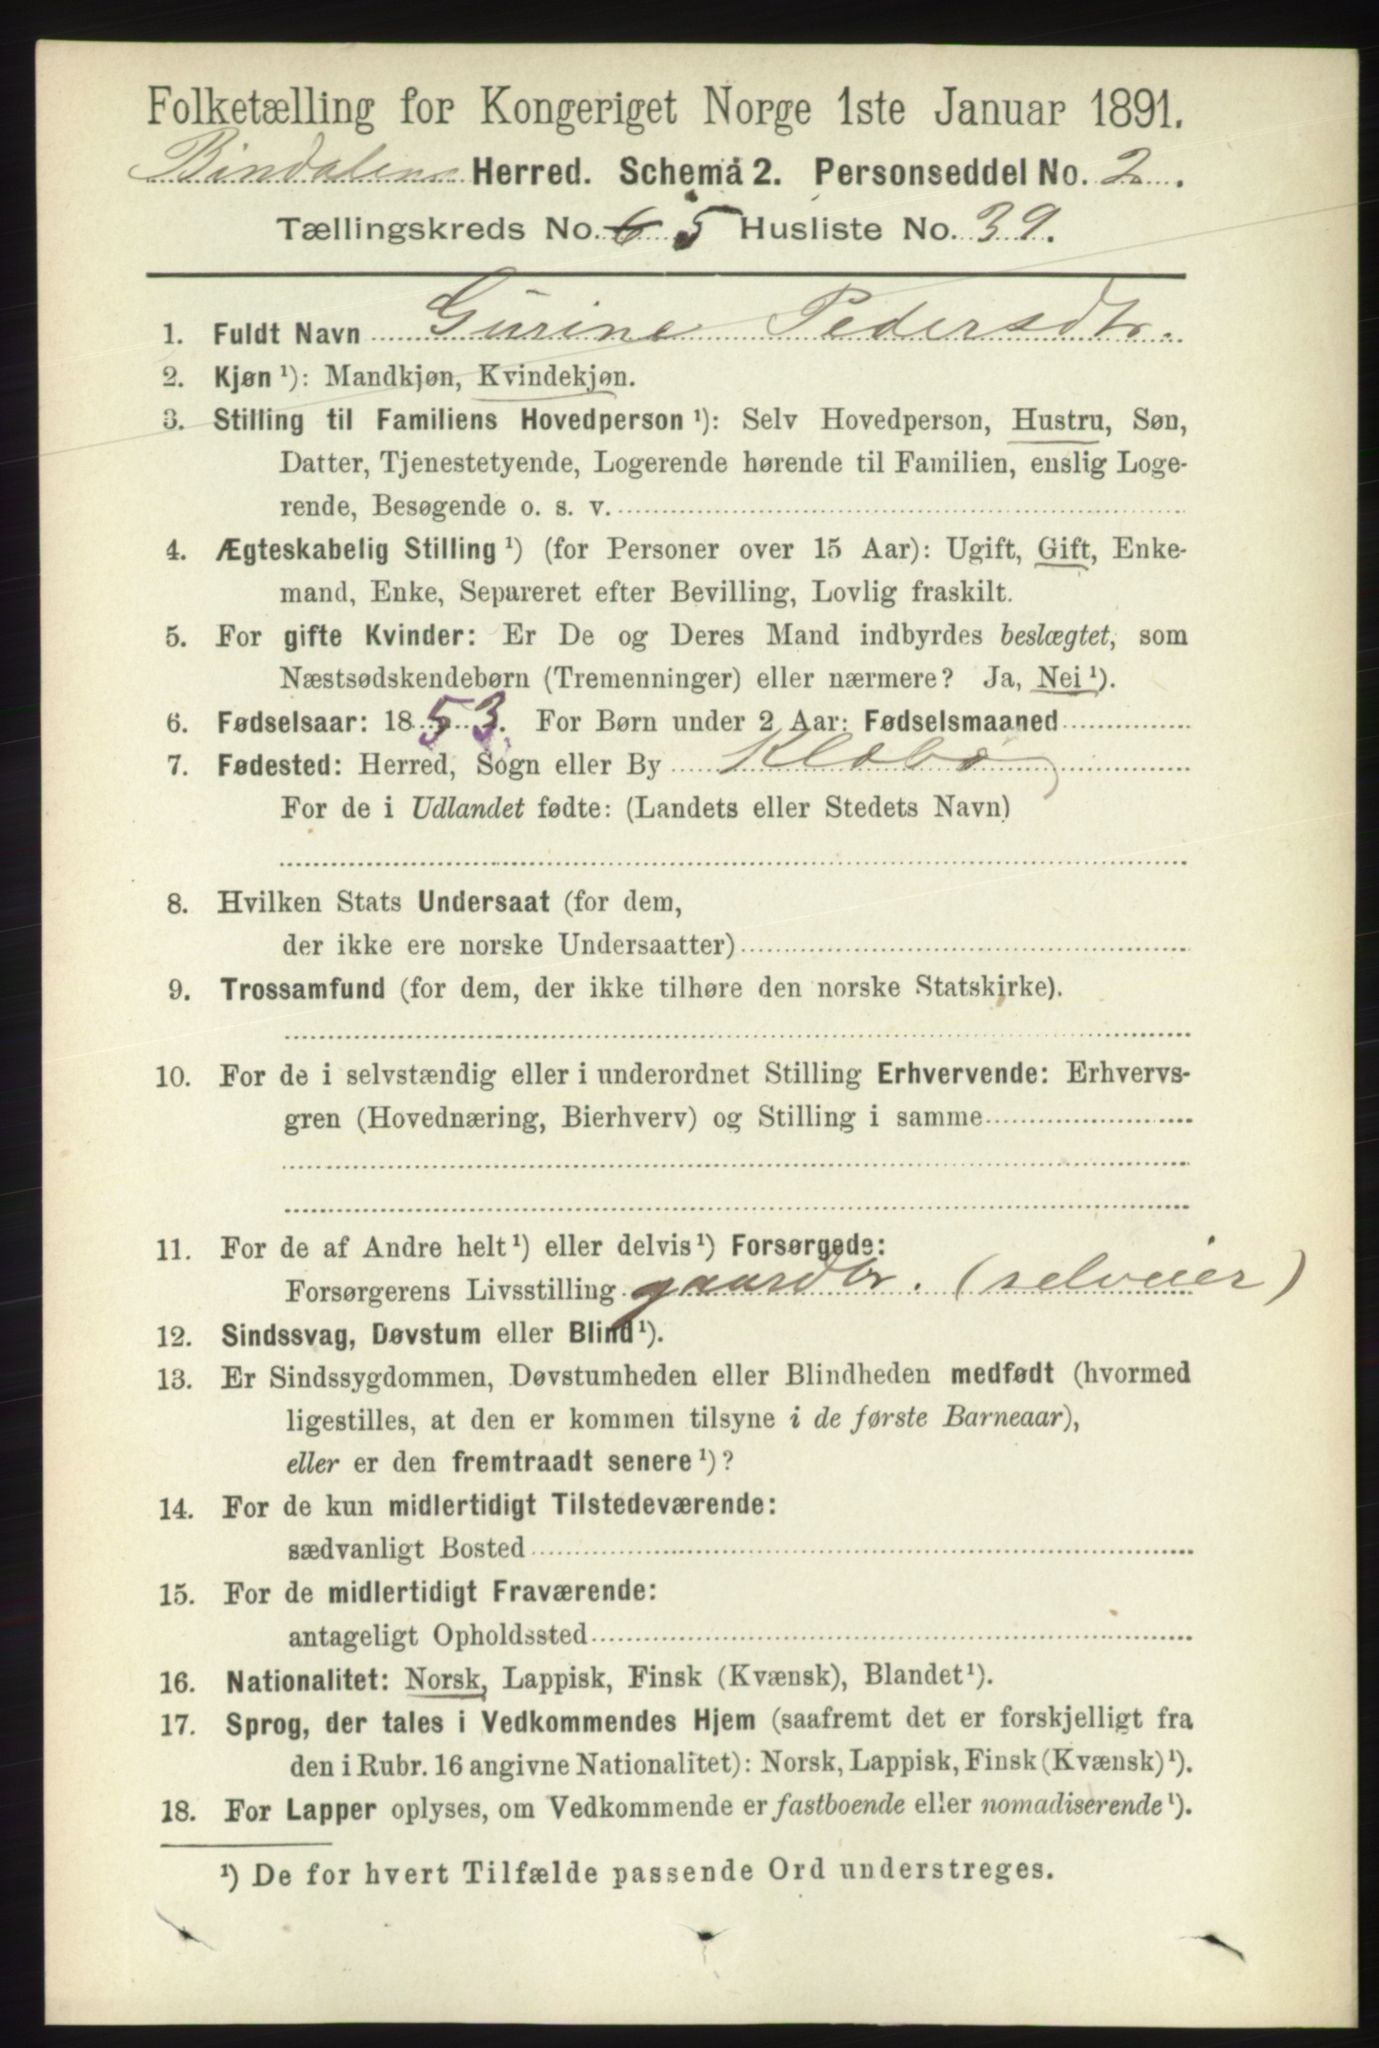 Folketælling for Kongeriget Norge 1ste Januar 1891.
Bindalens Herred. Schema 2. Personseddel No. 2.
Tællingskreds No. 6 5 Husliste No. 39.
1. Fuldt Navn Gurine Pedersdtr.
2. Kjøn ¹): Mandkjøn, Kvindekjøn.
3. Stilling til Familiens Hovedperson ¹): Selv Hovedperson, Hustru, Søn,
Datter, Tjenestetyende, Logerende hørende til Familien, enslig Loge-
rende, Besøgende o. s. v.
4. Ægteskabelig Stilling ¹) (for Personer over 15 Aar): Ugift, Gift, Enke-
mand, Enke, Separeret efter Bevilling, Lovlig fraskilt.
5. For gifte Kvinder: Er De og Deres Mand indbyrdes beslægtet, som
Næstsødskendebørn (Tremenninger) eller nærmere? Ja, Nei ¹).
6. Fødselsaar: 1853. For Børn under 2 Aar: Fødselsmaaned
7. Fødested: Herred, Sogn eller By Klæbo
For de i Udlandet fødte: (Landets eller Stedets Navn)
8. Hvilken Stats Undersaat (for dem,
der ikke ere norske Undersaatter)
9. Trossamfund (for dem, der ikke tilhøre den norske Statskirke).
10. For de i selvstændig eller i underordnet Stilling Erhvervende: Erhvervs-
gren (Hovednæring, Bierhverv) og Stilling i samme
11. For de af Andre helt ¹) eller delvis ¹) Forsørgede:
Forsørgerens Livsstilling gaardbr. (selveier)
12. Sindssvag, Døvstum eller Blind ¹).
13. Er Sindssygdommen, Døvstumheden eller Blindheden medfødt (hvormed
ligestilles, at den er kommen tilsyne i de første Barneaar),
eller er den fremtraadt senere ¹)?
14. For de kun midlertidigt Tilstedeværende:
sædvanligt Bosted
15. For de midlertidigt Fraværende:
antageligt Opholdssted
16. Nationalitet: Norsk, Lappisk, Finsk (Kvænsk), Blandet ¹).
17. Sprog, der tales i Vedkommendes Hjem (saafremt det er forskjelligt fra
den i Rubr. 16 angivne Nationalitet): Norsk, Lappisk, Finsk (Kvænsk) ¹).
18. For Lapper oplyses, om Vedkommende er fastboende eller nomadiserende ¹).
¹) De for hvert Tilfælde passende Ord understreges.